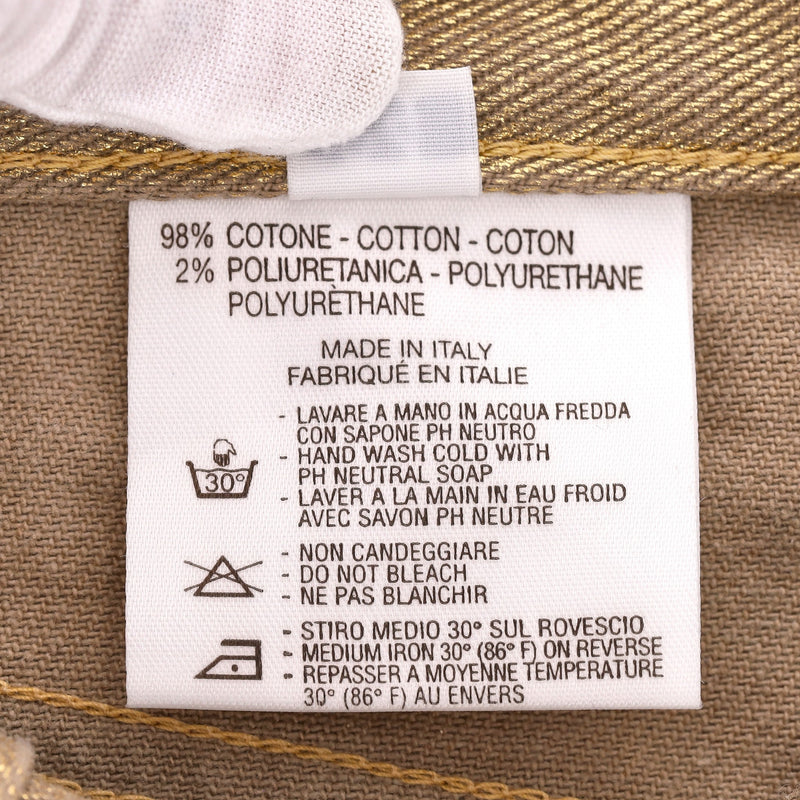 98% COTONE - COTTON - COTON
2% POLIURETANICA - POLYURETHANE
POLYURÈTHANE
MADE IN ITALY
FABRIQUÉ EN ITALIE
- LAVARE A MANO IN ACQUA FREDDA
CON SAPONE PH NEUTRO
- HAND WASH COLD WITH
PH NEUTRAL SOAP
30°
- LAVER A LA MAIN IN EAU FROID
AVEC SAVON PH NEUTRE
- NON CANDEGGIARE
- DO NOT BLEACH
- NE PAS BLANCHIR
- STIRO MEDIO 30° SUL ROVESCIO
- MEDIUM IRON 30° (86° F) ON REVERSE
- REPASSER A MOYENNE TEMPERATURE
30° (86° F) AU ENVERS